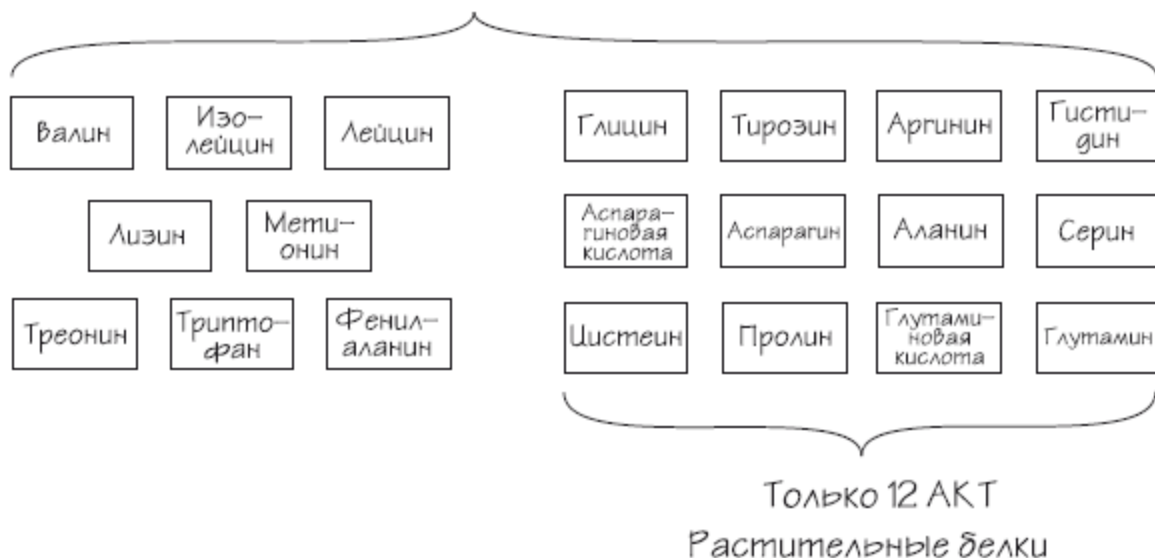 Валин
Изо–
лейцин
Лейцин
Глицин
Тирозин
Аргинин
Гисти–
дин
Лизин
Мети–
онин
Аспара–
гиновая
кислота
Аспарагин
Аланин
Серин
Треонин
Трипто–
фан
Фенил–
аланин
Цистеин
Пролин
Глутами–
новая
кислота
Глутамин
Только 12 АКТ
Растительные белки